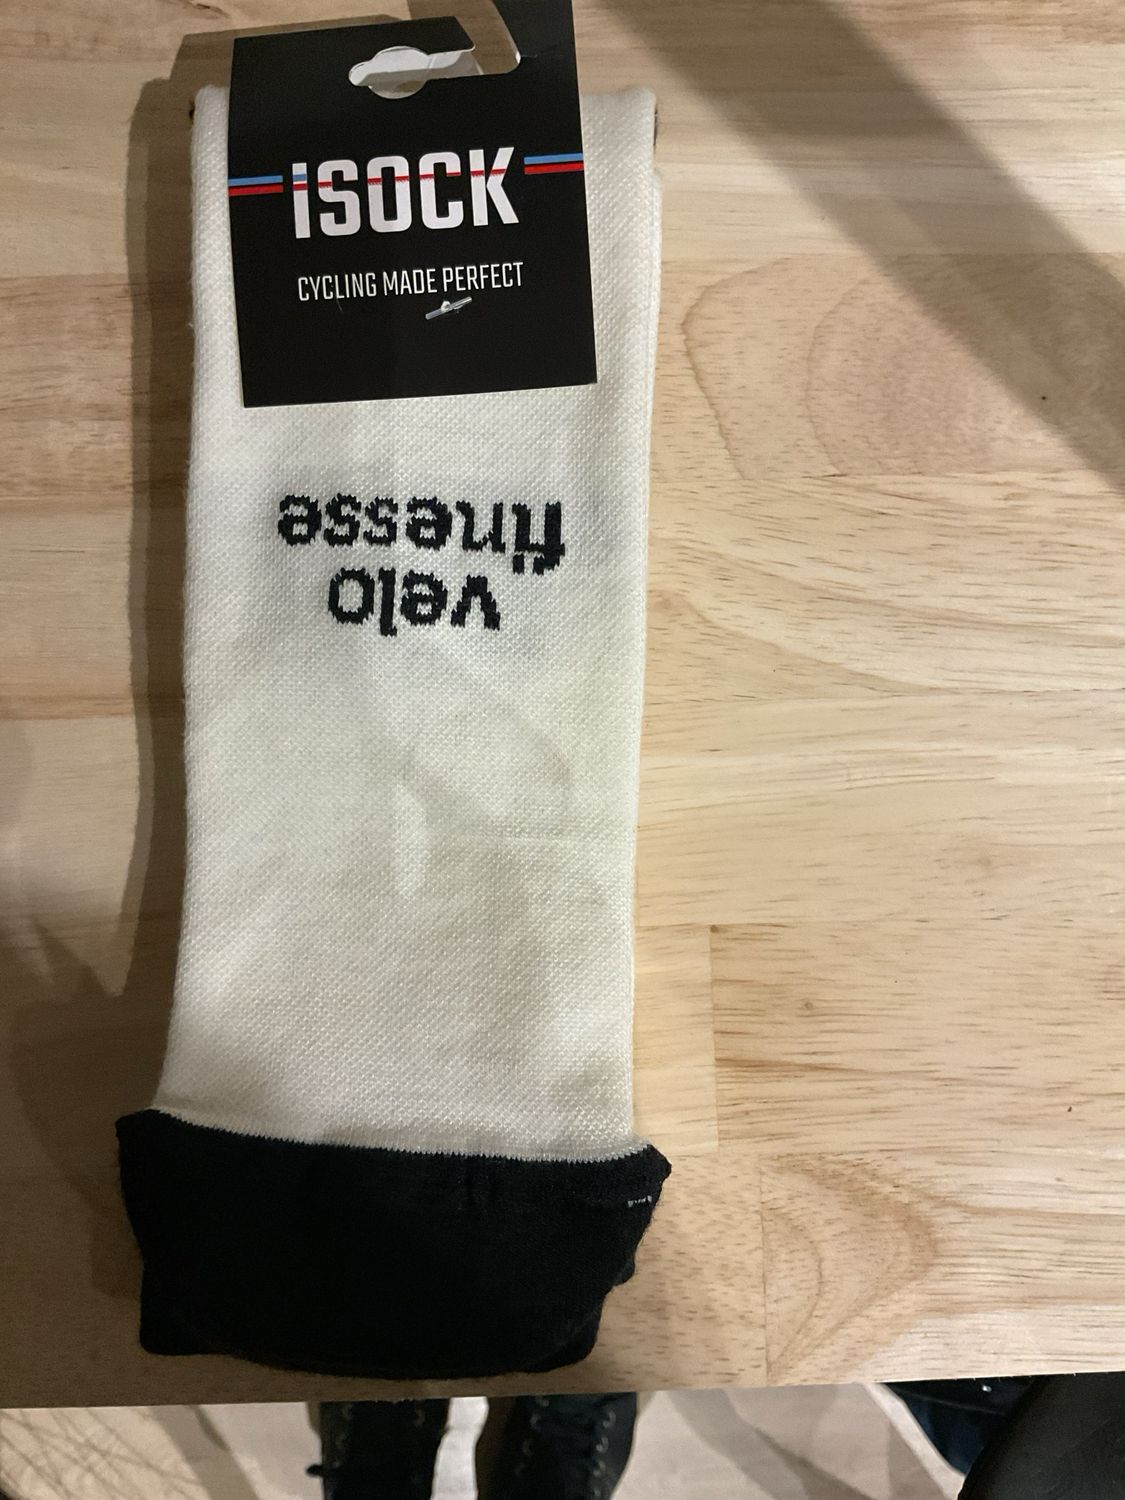 ISOCK
CYCLING MADE PERFECT
velo
finesse